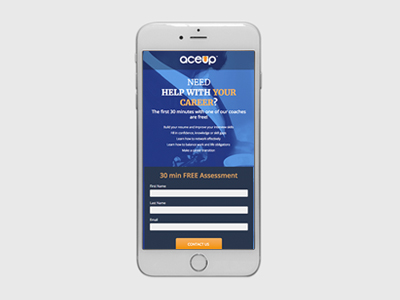 aceup
NEED
HELP WITH YOUR
CAREER?
The first 30 minutes with one of our coaches
are free!
Build your resume and improve your interview skills
Fill in confidence, knowledge or skill gaps
Learn how to network effectively
Learn how to balance work and life obligations
Make a career transition
30 min FREE Assessment
First Name
Last Name
Email
CONTACT US